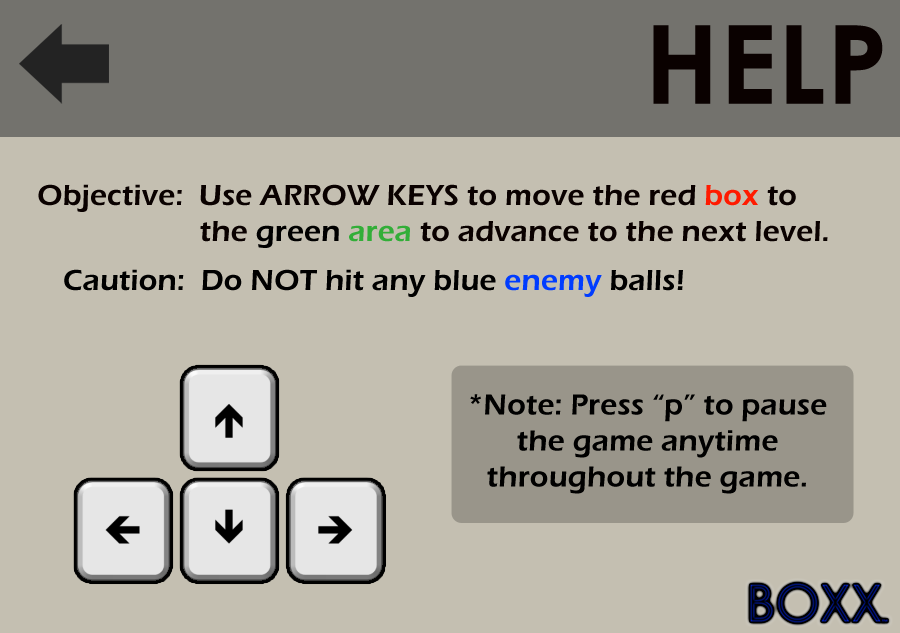 HELP
Objective: Use ARROW KEYS to move the red box to
the green area to advance to the next level.
Caution: Do NOT hit any blue enemy balls!
*Note: Press “p” to pause
the game anytime
throughout the game.
BOXX